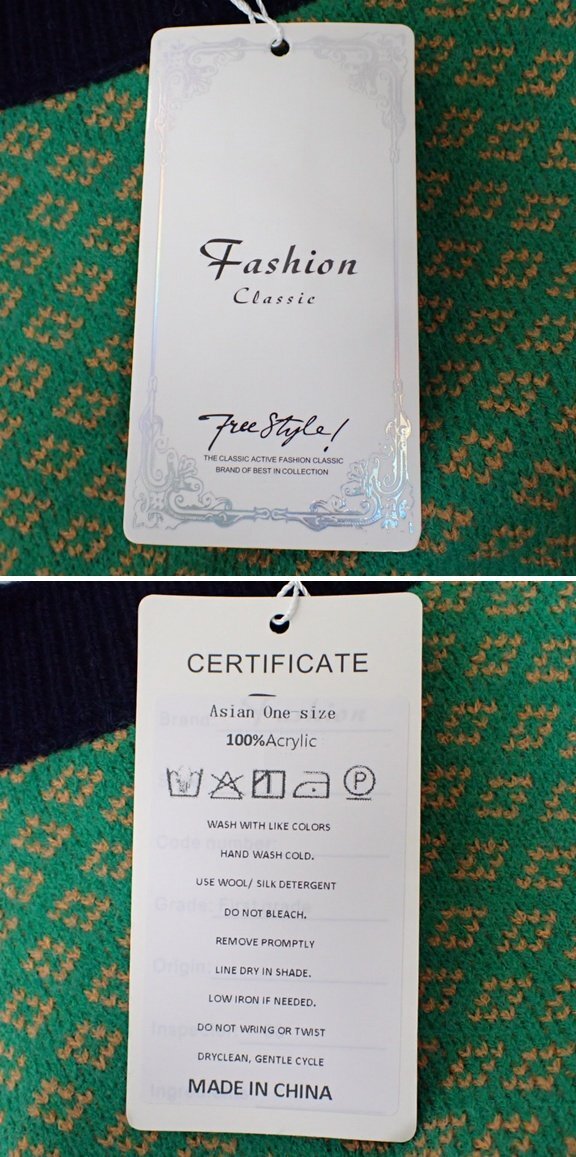 Fashion
Classic
Free Style!
THE CLASSIC ACTIVE FASHION CLASSIC
BRAND OF BEST IN COLLECTION
CERTIFICATE
Asian One size
100%Acrylic
P
WASH WITH LIKE COLORS
HAND WASH COLD.
USE WOOL/ SILK DETERGENT
DO NOT BLEACH.
REMOVE PROMPTLY
LINE DRY IN SHADE.
LOW IRON IF NEEDED.
DO NOT WRING OR TWIST
DRYCLEAN, GENTLE CYCLE
MADE IN CHINA